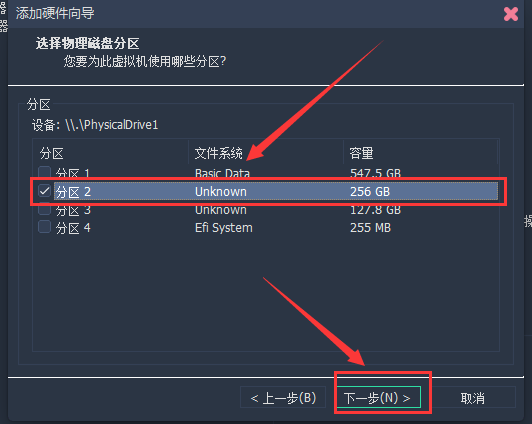 添加硬件向导
选择物理磁盘分区
您要为此虚拟机使用哪些分区?
分区
设备: \\.\PhysicalDrive1
分区 文件系统 容量
分区 1 Basic Data 547.5 GB
分区 2 Unknown 256 GB
分区 3 Unknown 127.8 GB
分区 4 Efi System 255 MB
< 上一步(B) 下一步(N) > 取消
器
器
操